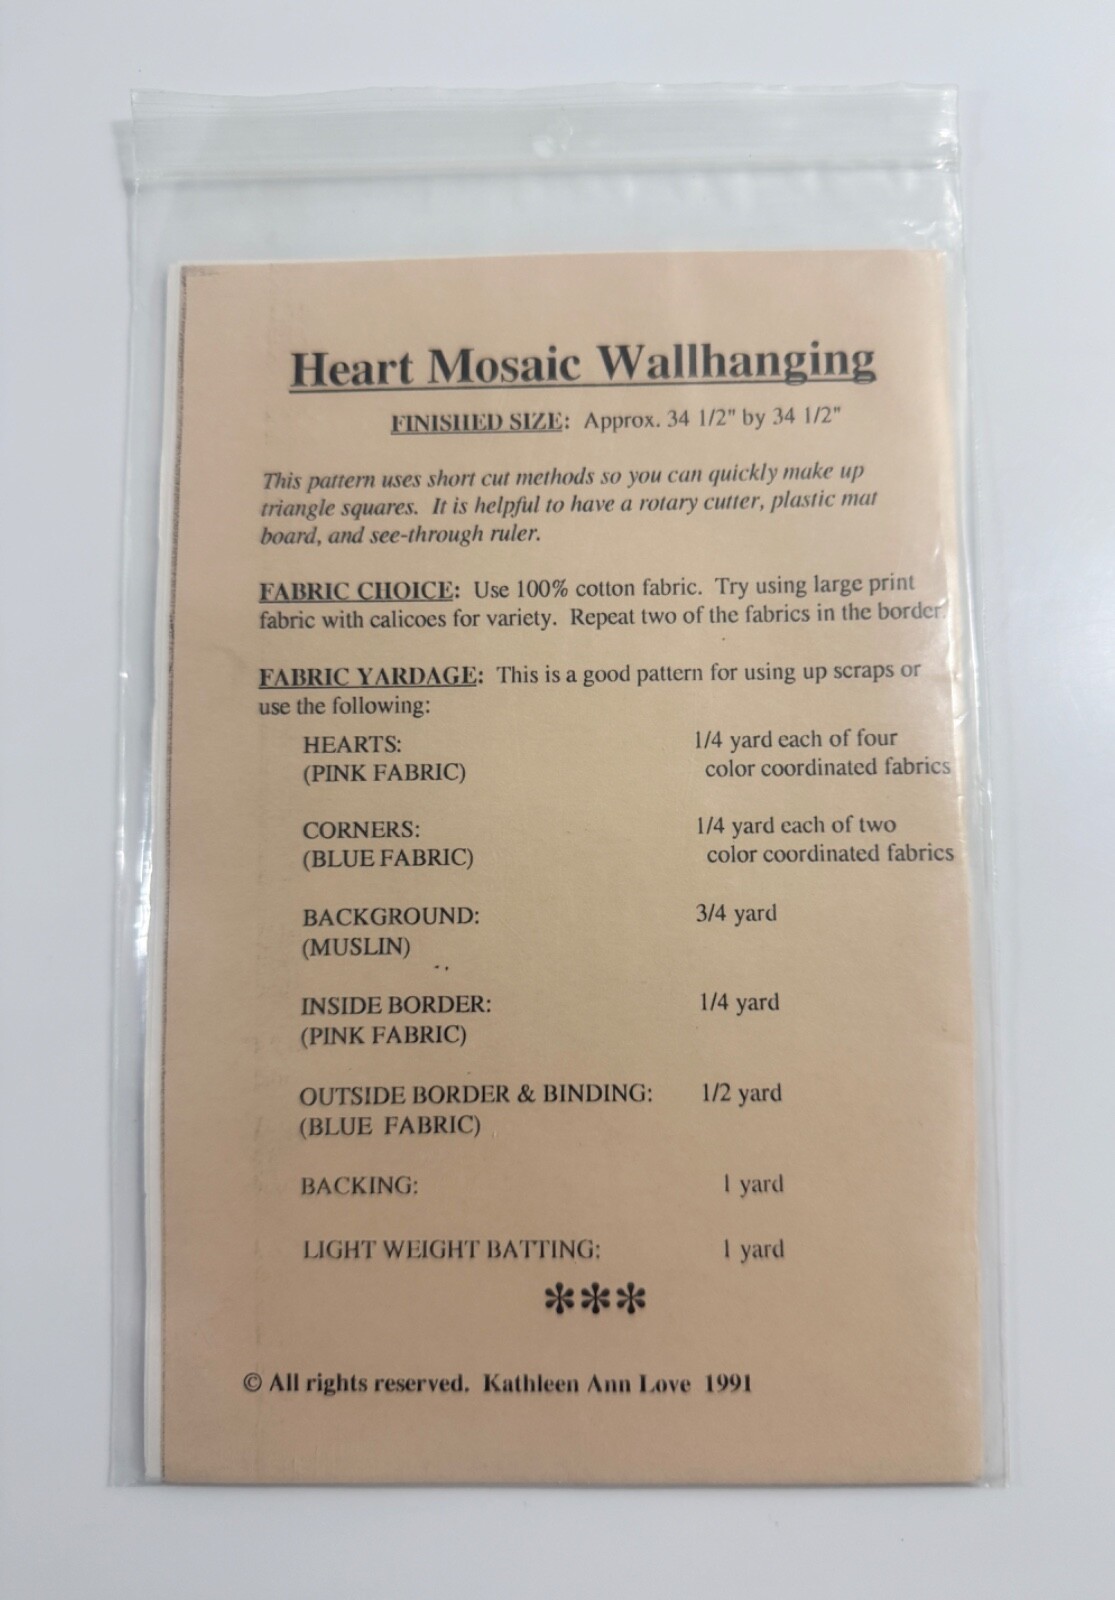 Heart Mosaic Wallhanging
FINISHED SIZE: Approx. 34 1/2" by 34 1/2"
This pattern uses short cut methods so you can quickly make up
triangle squares. It is helpful to have a rotary cutter, plastic mat
board, and see-through ruler.
FABRIC CHOICE: Use 100% cotton fabric. Try using large print
fabric with calicoes for variety. Repeat two of the fabrics in the border.
FABRIC YARDAGE: This is a good pattern for using up scraps or
use the following:
HEARTS: 1/4 yard each of four
(PINK FABRIC) color coordinated fabrics
CORNERS: 1/4 yard each of two
(BLUE FABRIC) color coordinated fabrics
BACKGROUND: 3/4 yard
(MUSLIN)
INSIDE BORDER: 1/4 yard
(PINK FABRIC)
OUTSIDE BORDER & BINDING: 1/2 yard
(BLUE FABRIC)
BACKING: 1 yard
LIGHT WEIGHT BATTING: 1 yard
***
© All rights reserved. Kathleen Ann Love 1991